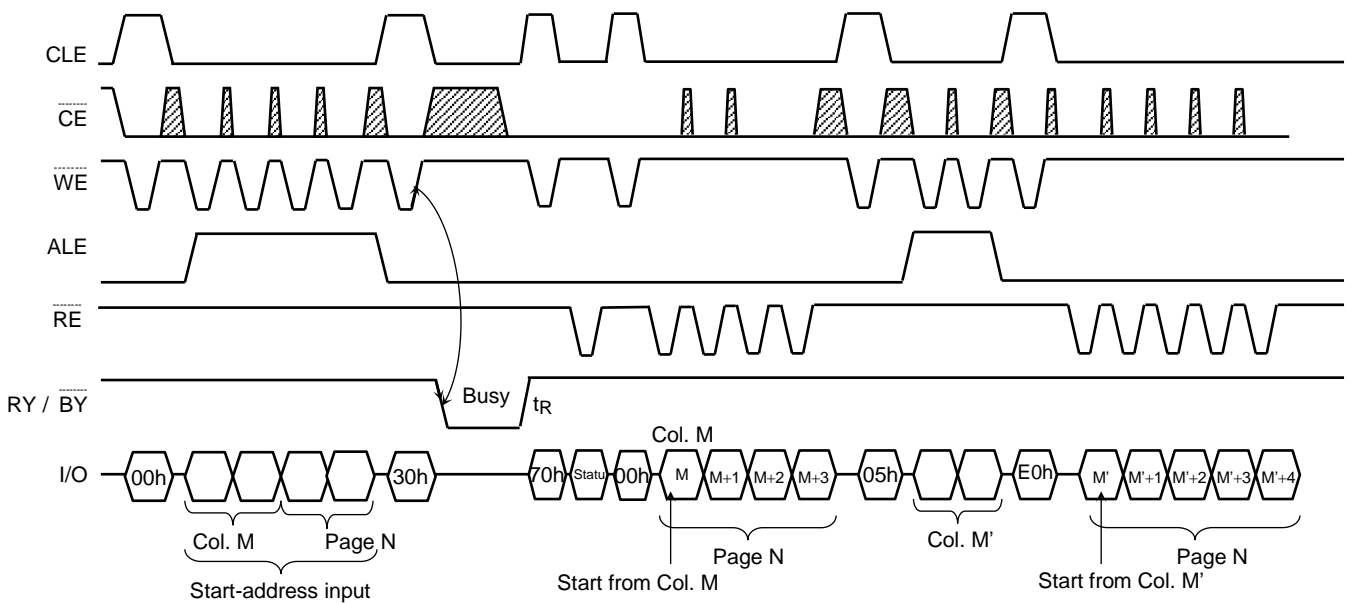 CLE
CE
WE
ALE
RE
RY / BY
Busy
tR
Col. M
I/O
00h
30h
70h
Statu
00h
M
M+1
M+2
M+3
05h
E0h
M'
M'+1
M'+2
M'+3
M'+4
Col. M
Page N
Start-address input
Page N
Start from Col. M
Col. M’
Page N
Start from Col. M’